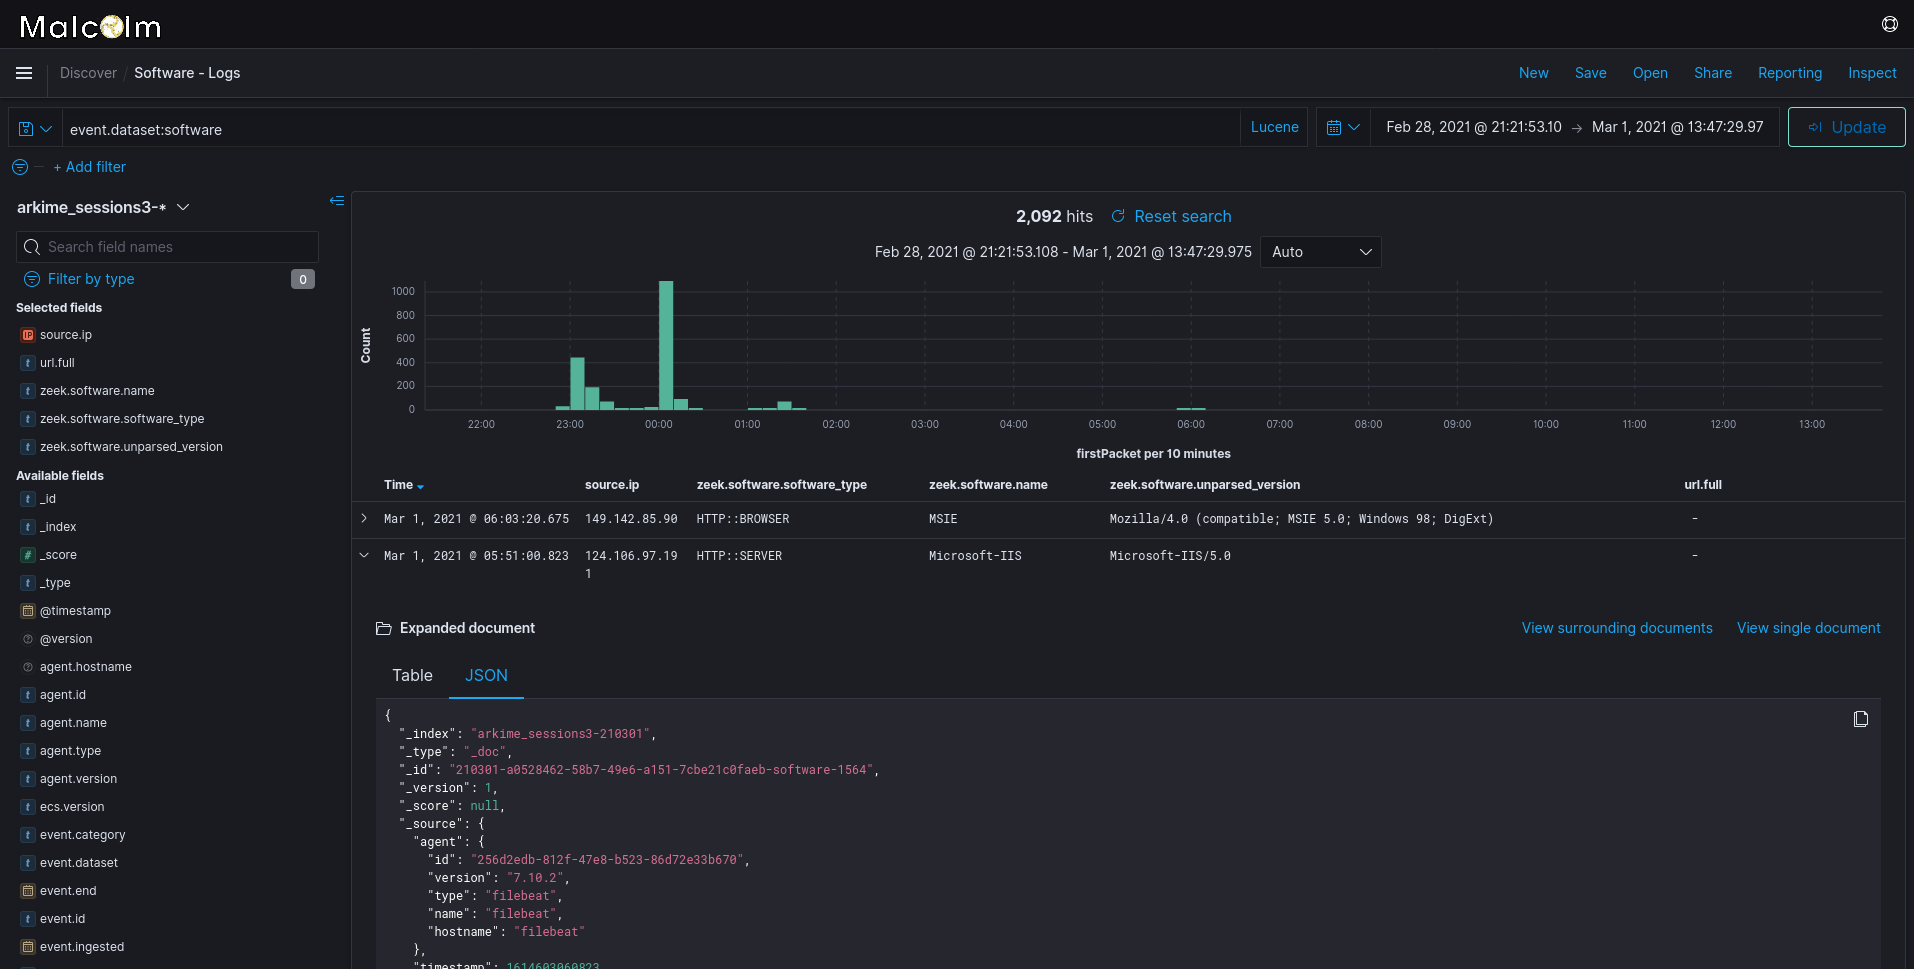 Malcolm
Discover / Software - Logs
New Save Open Share Reporting Inspect
event.dataset:software
Lucene
Feb 28, 2021 @ 21:21:53.10 → Mar 1, 2021 @ 13:47:29.97
Update
+ Add filter
arkime_sessions3-*
Search field names
Filter by type 0
Selected fields
source.ip
url.full
zeek.software.name
zeek.software.software_type
zeek.software.unparsed_version
Available fields
_id
_index
_score
_type
@timestamp
@version
agent.hostname
agent.id
agent.name
agent.type
agent.version
ecs.version
event.category
event.dataset
event.end
event.id
event.ingested
2,092 hits Reset search
Feb 28, 2021 @ 21:21:53.108 - Mar 1, 2021 @ 13:47:29.975 Auto
Count
1000
800
600
400
200
0
22:00 23:00 00:00 01:00 02:00 03:00 04:00 05:00 06:00 07:00 08:00 09:00 10:00 11:00 12:00 13:00
firstPacket per 10 minutes
Time source.ip zeek.software.software_type zeek.software.name zeek.software.unparsed_version url.full
Mar 1, 2021 @ 06:03:20.675 149.142.85.90 HTTP::BROWSER MSIE Mozilla/4.0 (compatible; MSIE 5.0; Windows 98; DigExt) -
Mar 1, 2021 @ 05:51:00.823 124.106.97.19 HTTP::SERVER Microsoft-IIS Microsoft-IIS/5.0 -
1
Expanded document
View surrounding documents View single document
Table JSON
{
"_index": "arkime_sessions3-210301",
"_type": "_doc",
"_id": "210301-a0528462-58b7-49e6-a151-7cbe21c0faeb-software-1564",
"_version": 1,
"_score": null,
"_source": {
"agent": {
"id": "256d2edb-812f-47e8-b523-86d72e33b670",
"version": "7.10.2",
"type": "filebeat",
"name": "filebeat",
"hostname": "filebeat"
},
"timestamp": 1614603060823,